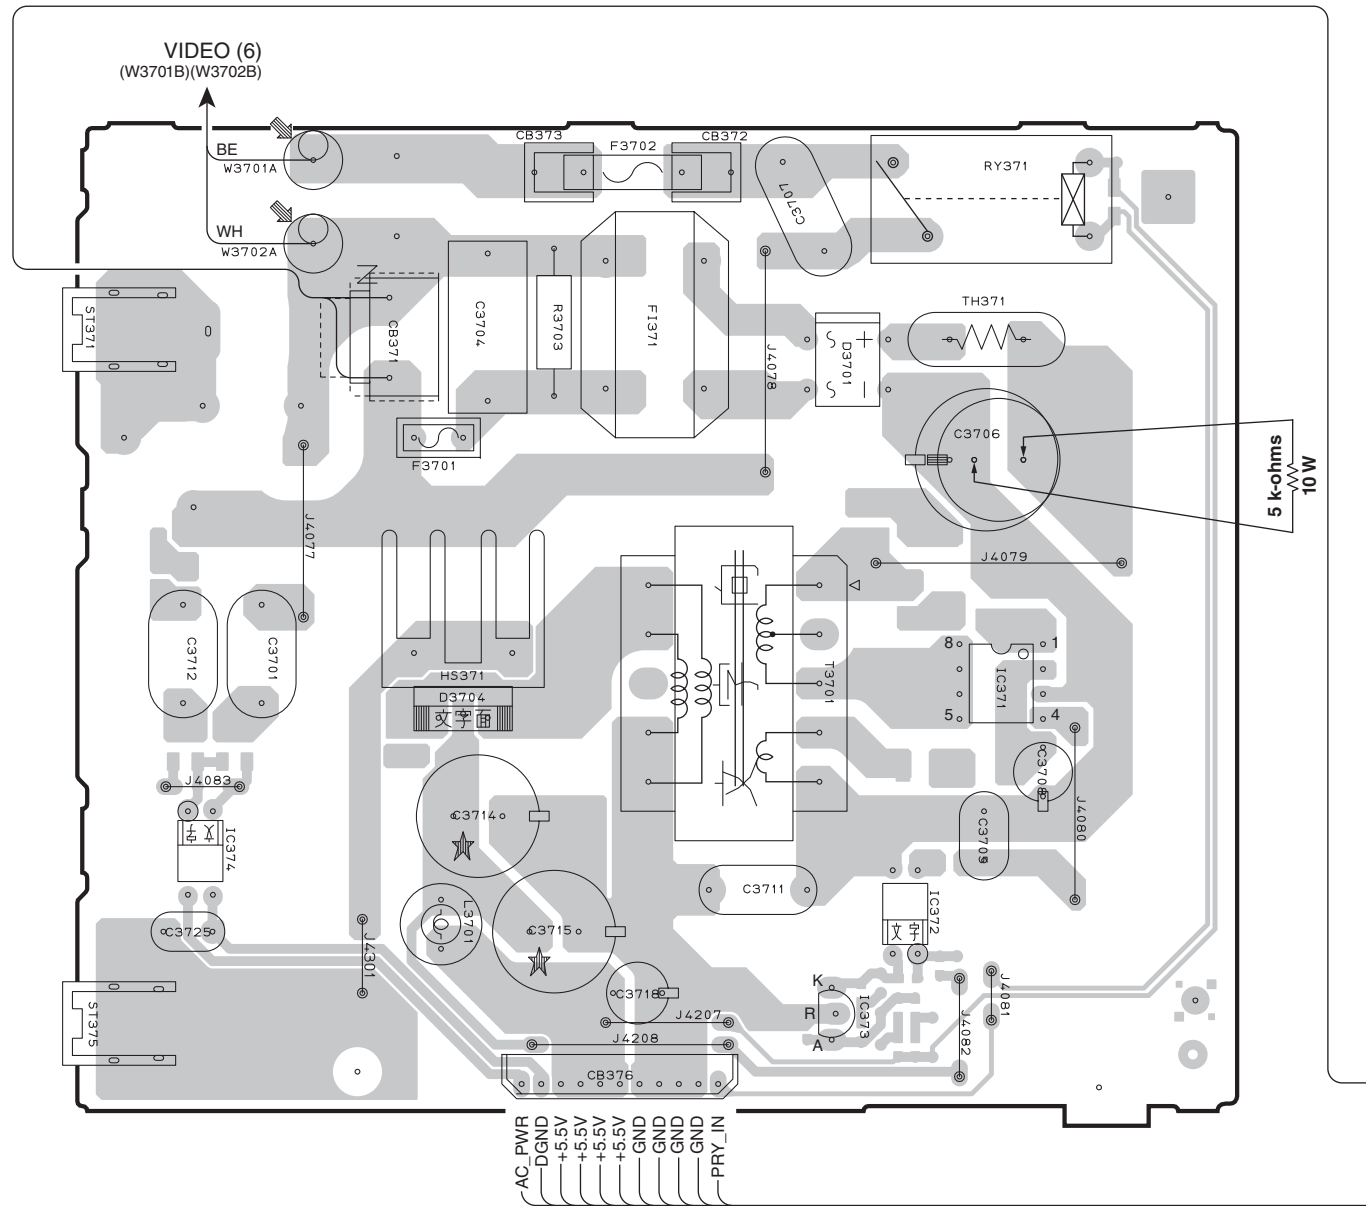 VIDEO (6)
(W3701B)(W3702B)
BE
W3701A
WH
W3702A
CB373
F3702
CB372
C3707
RY371
ST371
N
CB371
C3704
R3703
FI371
J4078
D3701
TH371
C3706
5 k-ohms
10 W
F3701
J4077
J4079
C3712
C3701
HS371
D3704
文字面
T3701
8
1
IC371
5
4
C3708
J4083
文字
IC374
C3714
C3709
J4080
C3711
IC372
文字
C3725
J4301
L3701
C3715
C3718
K
R
A
IC373
J4081
J4082
ST375
J4207
J4208
CB376
AC_PWR
DGND
+5.5V
+5.5V
+5.5V
+5.5V
GND
GND
GND
GND
PRY_IN